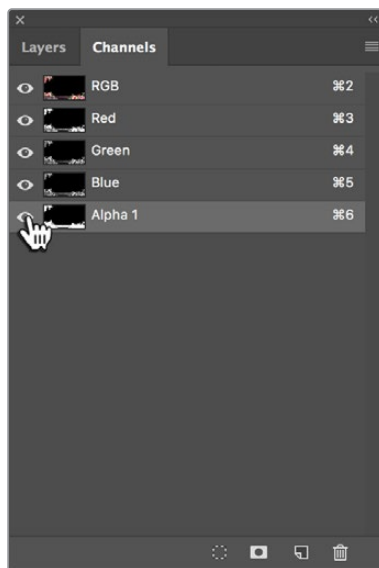 Layers Channels
RGB ⌘2
Red ⌘3
Green ⌘4
Blue ⌘5
Alpha 1 ⌘6